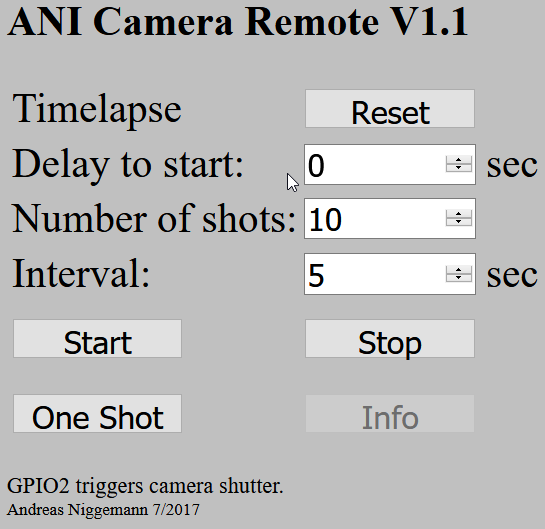 ANI Camera Remote V1.1
Timelapse Reset
Delay to start: 0 sec
Number of shots: 10
Interval: 5 sec
Start Stop
One Shot Info
GPIO2 triggers camera shutter.
Andreas Niggemann 7/2017